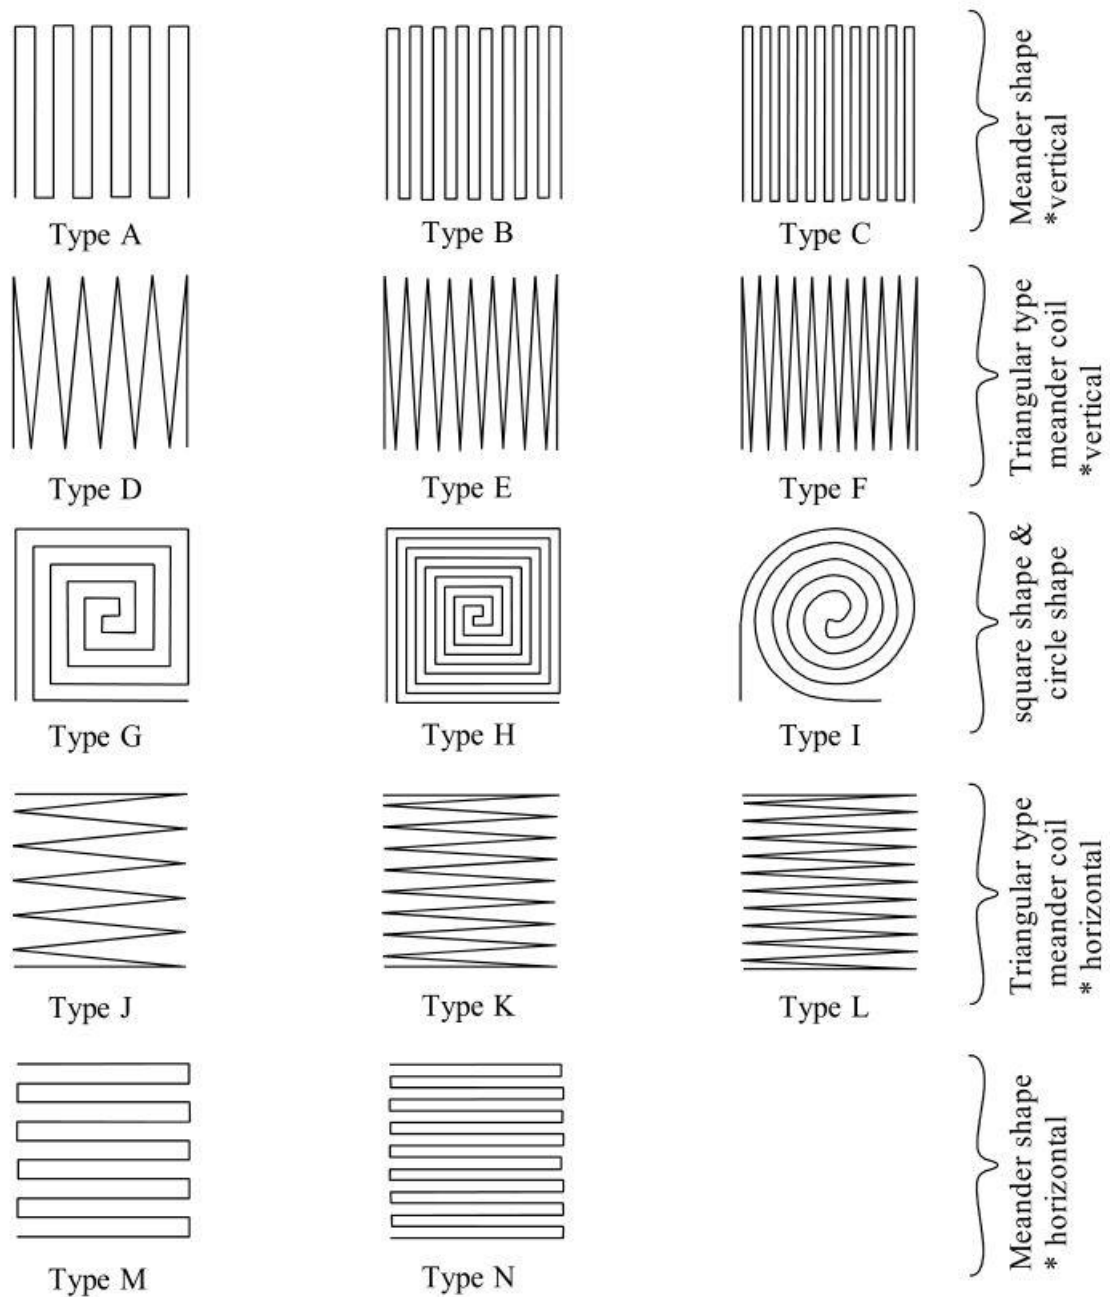 Type A
Type B
Type C
Meander shape
*vertical
Type D
Type E
Type F
Triangular type
meander coil
*vertical
Type G
Type H
Type I
square shape &
circle shape
Type J
Type K
Type L
Triangular type
meander coil
* horizontal
Type M
Type N
Meander shape
* horizontal